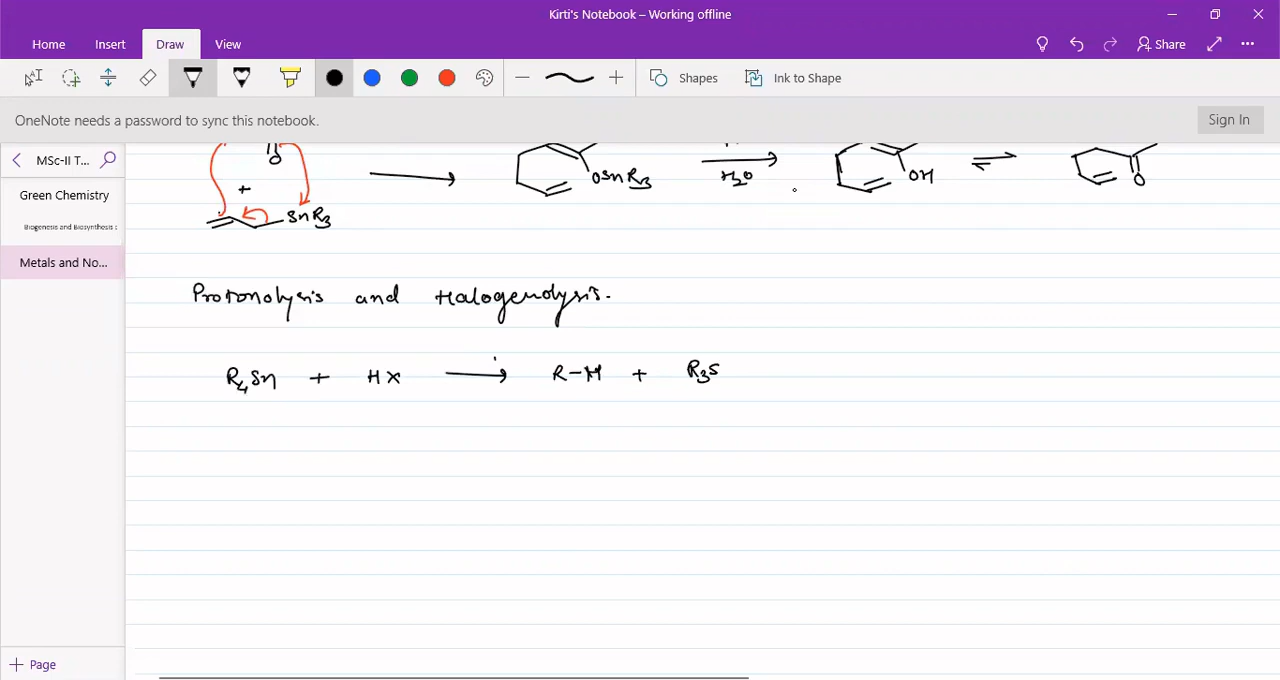 Kirti's Notebook – Working offline
Home Insert Draw View
Share
Shapes Ink to Shape
OneNote needs a password to sync this notebook.
Sign In
MSc-II T...
Green Chemistry
Biogenesis and Biosynthesis
Metals and No...
O
+
SnR3
OSnR3
H2O
OH
O
Protonolysis and Halogenolysis.
R4Sn + HX → R-H + R3S
Page